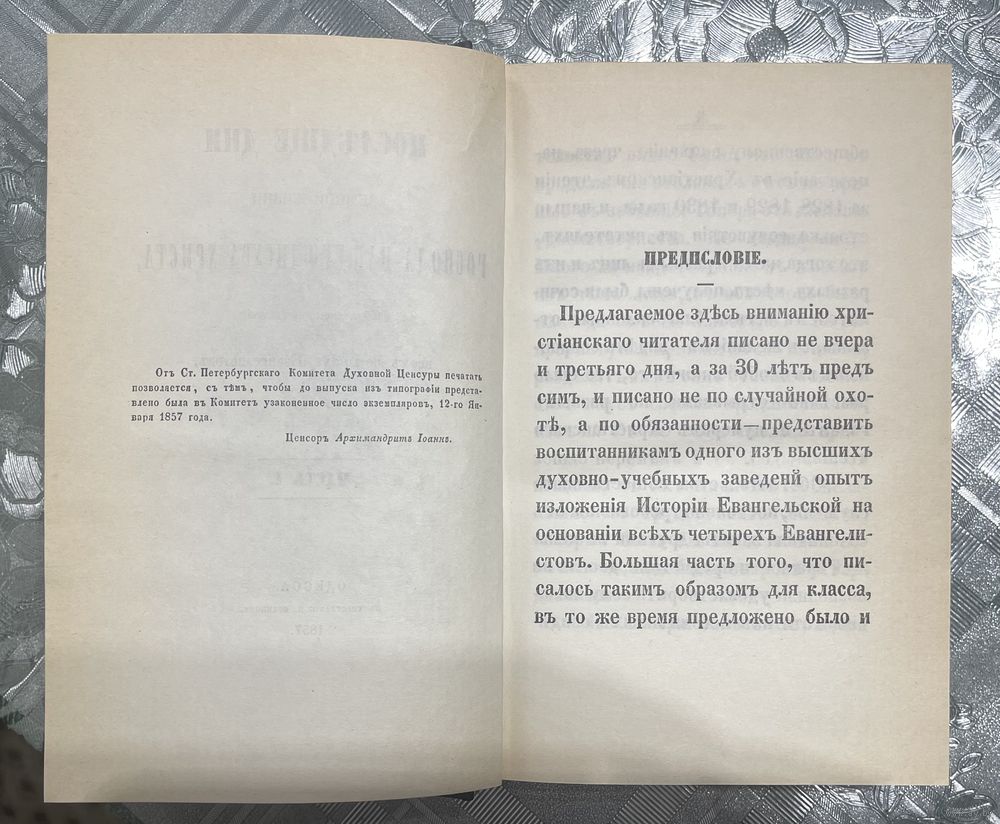 Отъ Ст. Петербургскаго Комитета Духовной Ценсуры печатать
позволяется, съ тѣмъ, чтобы до выпуска изъ типографіи представ-
лено была въ Комитетъ узаконенное число экземпляровъ, 12-го Ян-
варя 1857 года.
Ценсоръ Архимандритъ Іоаннъ.
ПРЕДИСЛОВІЕ.
Предлагаемое здѣсь вниманію хри-
стіанскаго читателя писано не вчера
и третьяго дня, а за 30 лѣтъ предъ
симъ, и писано не по случайной охо-
тѣ, а по обязанности—представить
воспитанникамъ одного изъ высшихъ
духовно-учебныхъ заведенй опытъ
изложенія Исторіи Евангельской на
основаніи всѣхъ четырехъ Евангели-
стовъ. Большая часть того, что пи-
салось такимъ образомъ для класса,
въ то же время предложено было и